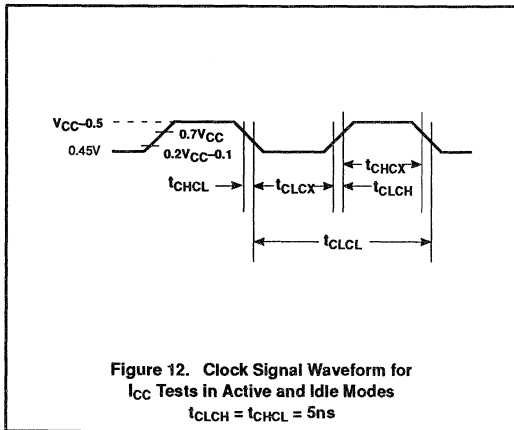 VCC–0.5
0.7VCC
0.45V
0.2VCC–0.1
tCHCX
tCHCL
tCLCX
tCLCH
tCLCL
Figure 12. Clock Signal Waveform for
ICC Tests in Active and Idle Modes
tCLCH = tCHCL = 5ns